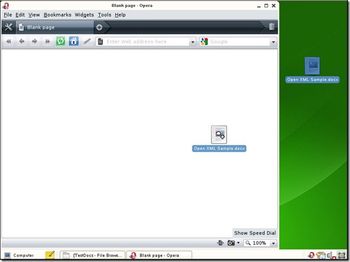 Blank page - Opera
File Edit View Bookmarks Widgets Tools Help
Blank page
Enter Web address here
Google
Open XML Sample.docx
Open XML Sample.docx
Show Speed Dial
100%
Computer
[TestDocs - File Brows...
Blank page - Opera